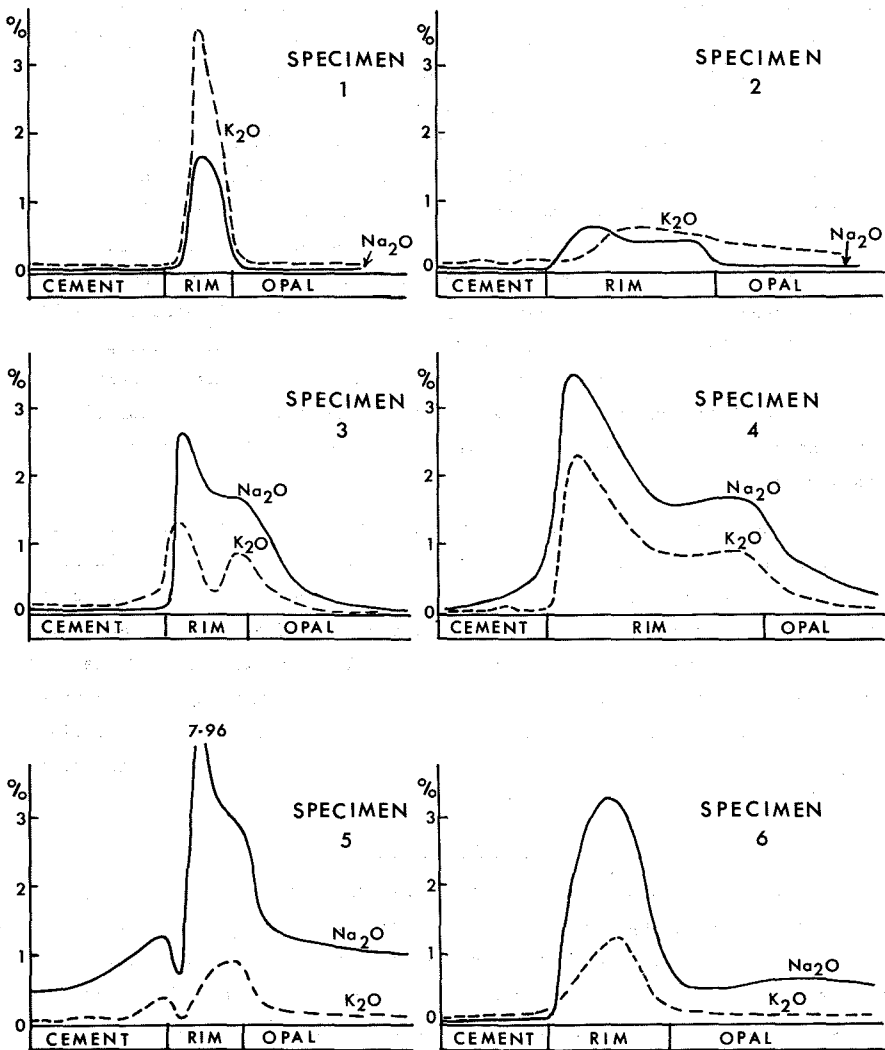 %
3
2
1
0
SPECIMEN
1
K2O
Na2O
CEMENT RIM OPAL
%
3
2
1
0
SPECIMEN
2
K2O
Na2O
CEMENT RIM OPAL
%
3
2
1
0
SPECIMEN
3
Na2O
K2O
CEMENT RIM OPAL
%
3
2
1
0
SPECIMEN
4
Na2O
K2O
CEMENT RIM OPAL
%
3
2
1
0
7·96
SPECIMEN
5
Na2O
K2O
CEMENT RIM OPAL
%
3
2
1
0
SPECIMEN
6
Na2O
K2O
CEMENT RIM OPAL